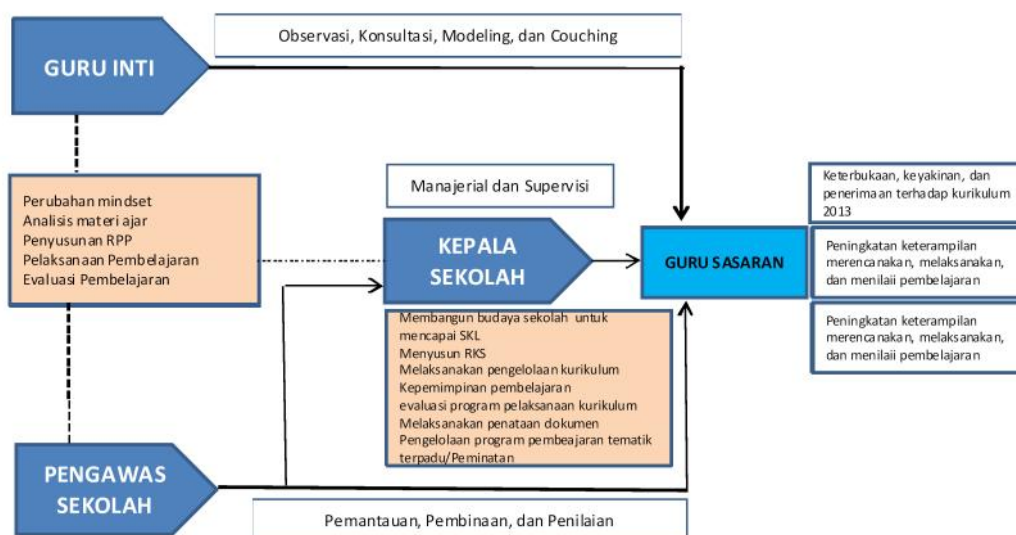 Observasi, Konsultasi, Modeling, dan Couching
GURU INTI
Perubahan mindset
Analisis materi ajar
Penyusunan RPP
Pelaksanaan Pembelajaran
Evaluasi Pembelajaran
Manajerial dan Supervisi
KEPALA
SEKOLAH
Membangun budaya sekolah untuk
mencapai SKL
Menyusun RKS
Melaksanakan pengelolaan kurikulum
Kepemimpinan pembelajaran
evaluasi program pelaksanaan kurikulum
Melaksanakan penataan dokumen
Pengelolaan program pembeajaran tematik
terpadu/Peminatan
GURU SASARAN
Keterbukaan, keyakinan, dan
penerimaan terhadap kurikulum
2013
Peningkatan keterampilan
merencanakan, melaksanakan,
dan menilaii pembelajaran
Peningkatan keterampilan
merencanakan, melaksanakan,
dan menilaii pembelajaran
PENGAWAS
SEKOLAH
Pemantauan, Pembinaan, dan Penilaian